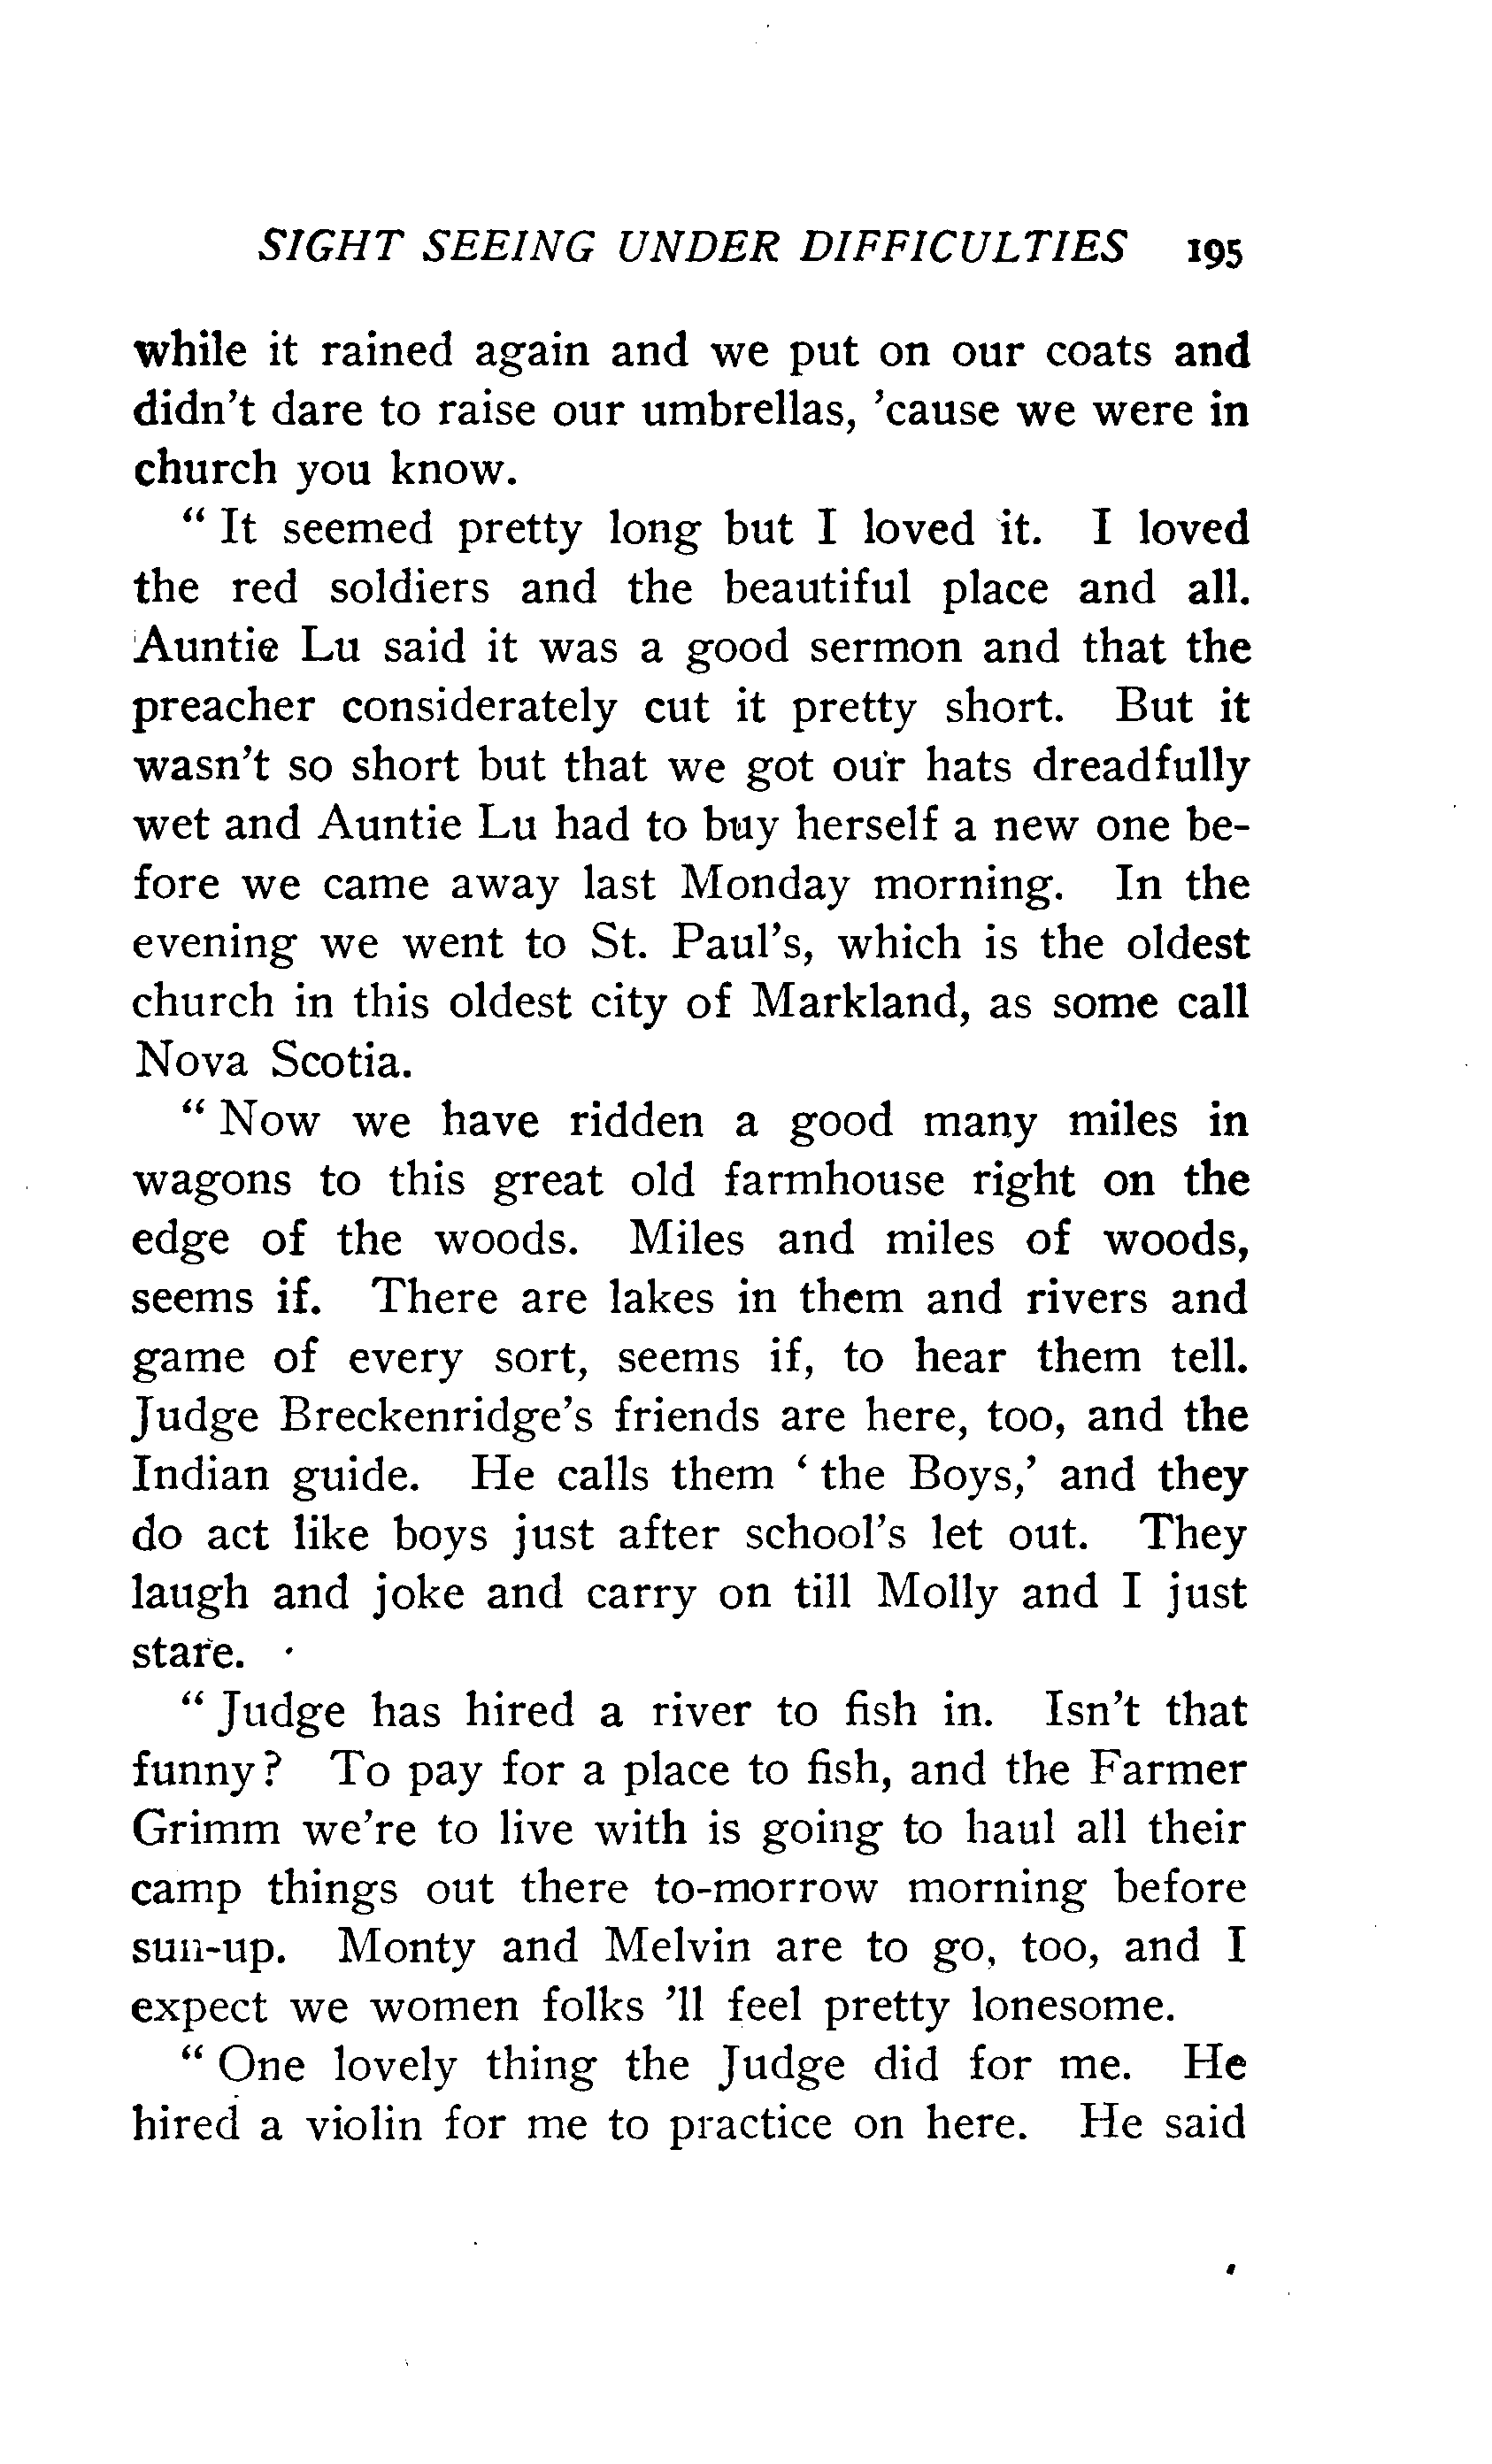 SIGHT SEEING UNDER DIFFICULTIES 195
while it rained again and we put on our coats and
didn't dare to raise our umbrellas, 'cause we were in
church you know.
" It seemed pretty long but I loved it. I loved
the red soldiers and the beautiful place and all.
Auntie Lu said it was a good sermon and that the
preacher considerately cut it pretty short. But it
wasn't so short but that we got our hats dreadfully
wet and Auntie Lu had to buy herself a new one be-
fore we came away last Monday morning. In the
evening we went to St. Paul's, which is the oldest
church in this oldest city of Markland, as some call
Nova Scotia.
" Now we have ridden a good many miles in
wagons to this great old farmhouse right on the
edge of the woods. Miles and miles of woods,
seems if. There are lakes in them and rivers and
game of every sort, seems if, to hear them tell.
Judge Breckenridge's friends are here, too, and the
Indian guide. He calls them ' the Boys,' and they
do act like boys just after school's let out. They
laugh and joke and carry on till Molly and I just
stare.
" Judge has hired a river to fish in. Isn't that
funny? To pay for a place to fish, and the Farmer
Grimm we're to live with is going to haul all their
camp things out there to-morrow morning before
sun-up. Monty and Melvin are to go, too, and I
expect we women folks 'll feel pretty lonesome.
" One lovely thing the Judge did for me. He
hired a violin for me to practice on here. He said